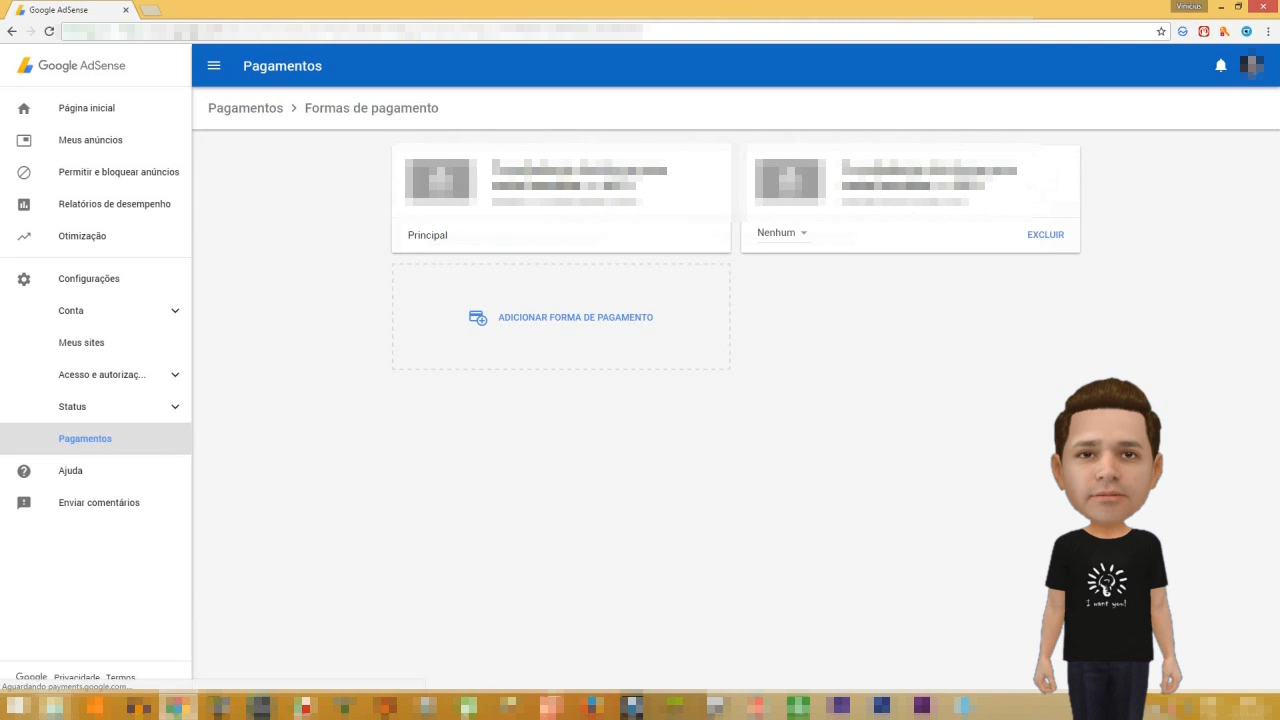 Google AdSense
Vinicius
Google AdSense
Pagamentos
Página inicial
Meus anúncios
Permitir e bloquear anúncios
Relatórios de desempenho
Otimização
Configurações
Conta
Meus sites
Acesso e autorizaç...
Status
Pagamentos
Ajuda
Enviar comentários
Google Privacidade Termos
Aguardando payments.google.com...
Pagamentos > Formas de pagamento
Principal
Nenhum
EXCLUIR
ADICIONAR FORMA DE PAGAMENTO
I want you!